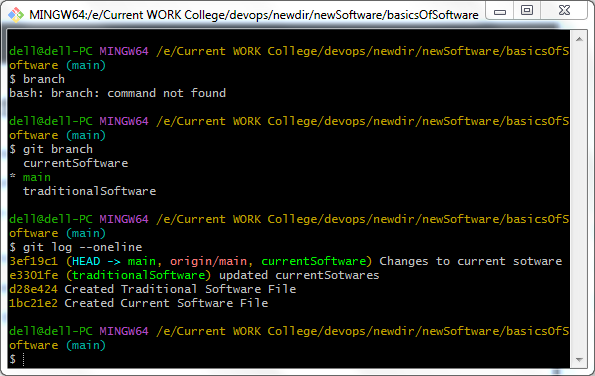 MINGW64:/e/Current WORK College/devops/newdir/newSoftware/basicsOfSoftware
dell@dell-PC MINGW64 /e/Current WORK College/devops/newdir/newSoftware/basicsOfS
oftware (main)
$ branch
bash: branch: command not found
dell@dell-PC MINGW64 /e/Current WORK College/devops/newdir/newSoftware/basicsOfS
oftware (main)
$ git branch
currentSoftware
* main
traditionalSoftware
dell@dell-PC MINGW64 /e/Current WORK College/devops/newdir/newSoftware/basicsOfS
oftware (main)
$ git log --oneline
3ef19c1 (HEAD -> main, origin/main, currentSoftware) Changes to current sotware
e3301fe (traditionalSoftware) updated currentSotwares
d28e424 Created Traditional Software File
1bc21e2 Created Current Software File
dell@dell-PC MINGW64 /e/Current WORK College/devops/newdir/newSoftware/basicsOfS
oftware (main)
$